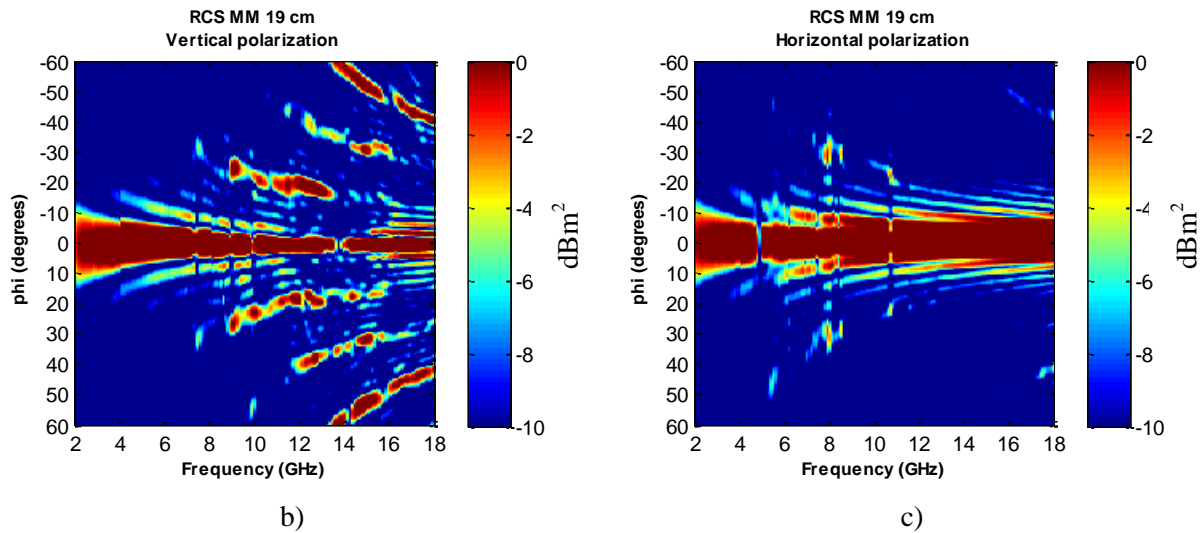 RCS MM 19 cm
Vertical polarization
phi (degrees)
-60
-50
-40
-30
-20
-10
0
10
20
30
40
50
60
2 4 6 8 10 12 14 16 18
Frequency (GHz)
0
-2
-4
-6
-8
-10
dBm²
b)
RCS MM 19 cm
Horizontal polarization
phi (degrees)
-60
-50
-40
-30
-20
-10
0
10
20
30
40
50
60
2 4 6 8 10 12 14 16 18
Frequency (GHz)
0
-2
-4
-6
-8
-10
dBm²
c)